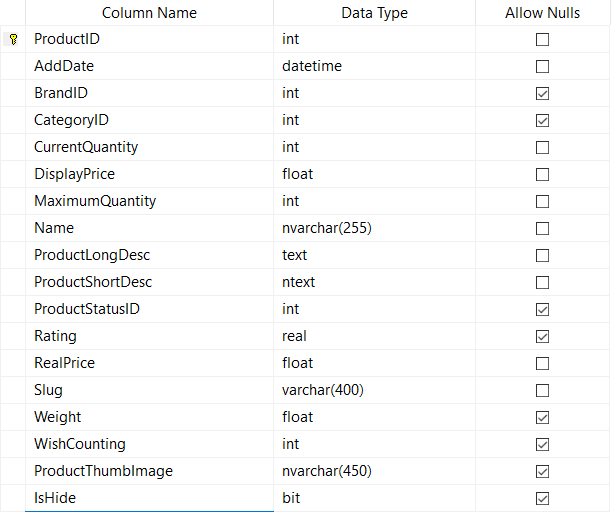 Column Name Data Type Allow Nulls
ProductID int
AddDate datetime
BrandID int
CategoryID int
CurrentQuantity int
DisplayPrice float
MaximumQuantity int
Name nvarchar(255)
ProductLongDesc text
ProductShortDesc ntext
ProductStatusID int
Rating real
RealPrice float
Slug varchar(400)
Weight float
WishCounting int
ProductThumbImage nvarchar(450)
IsHide bit